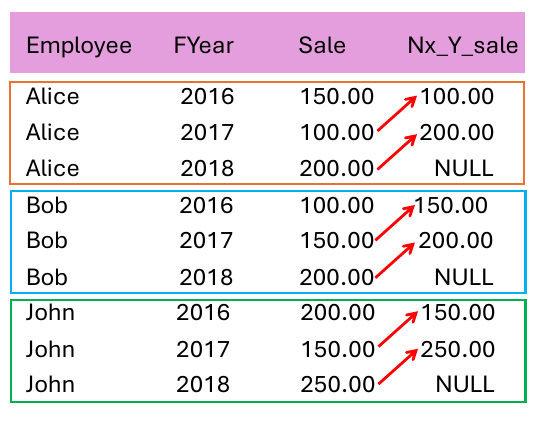 Employee FYear Sale Nx_Y_sale
Alice 2016 150.00 100.00
Alice 2017 100.00 200.00
Alice 2018 200.00 NULL
Bob 2016 100.00 150.00
Bob 2017 150.00 200.00
Bob 2018 200.00 NULL
John 2016 200.00 150.00
John 2017 150.00 250.00
John 2018 250.00 NULL